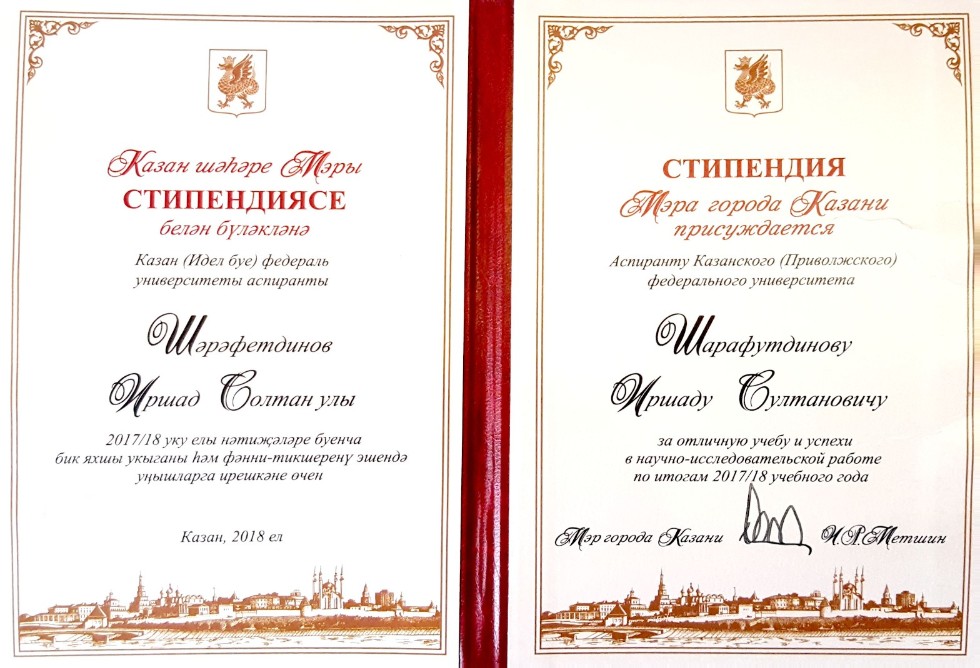 Казан шәһәре Мэры
СТИПЕНДИЯСЕ
белән бүләкләнә
Казан (Идел буе) федераль
университеты аспиранты
Шәрәфетдинов
Иршад Солтан улы
2017/18 уку елы нәтиҗәләре буенча
бик яхшы укыганы һәм фәнни-тикшеренү эшендә
уңышларга ирешкәне өчен
Казан, 2018 ел
СТИПЕНДИЯ
Мэра города Казани
присуждается
Аспиранту Казанского (Приволжского)
федерального университета
Шарафутдинову
Иршаду Султановичу
за отличную учебу и успехи
в научно-исследовательской работе
по итогам 2017/18 учебного года
Мэр города Казани И.Р.Метшин